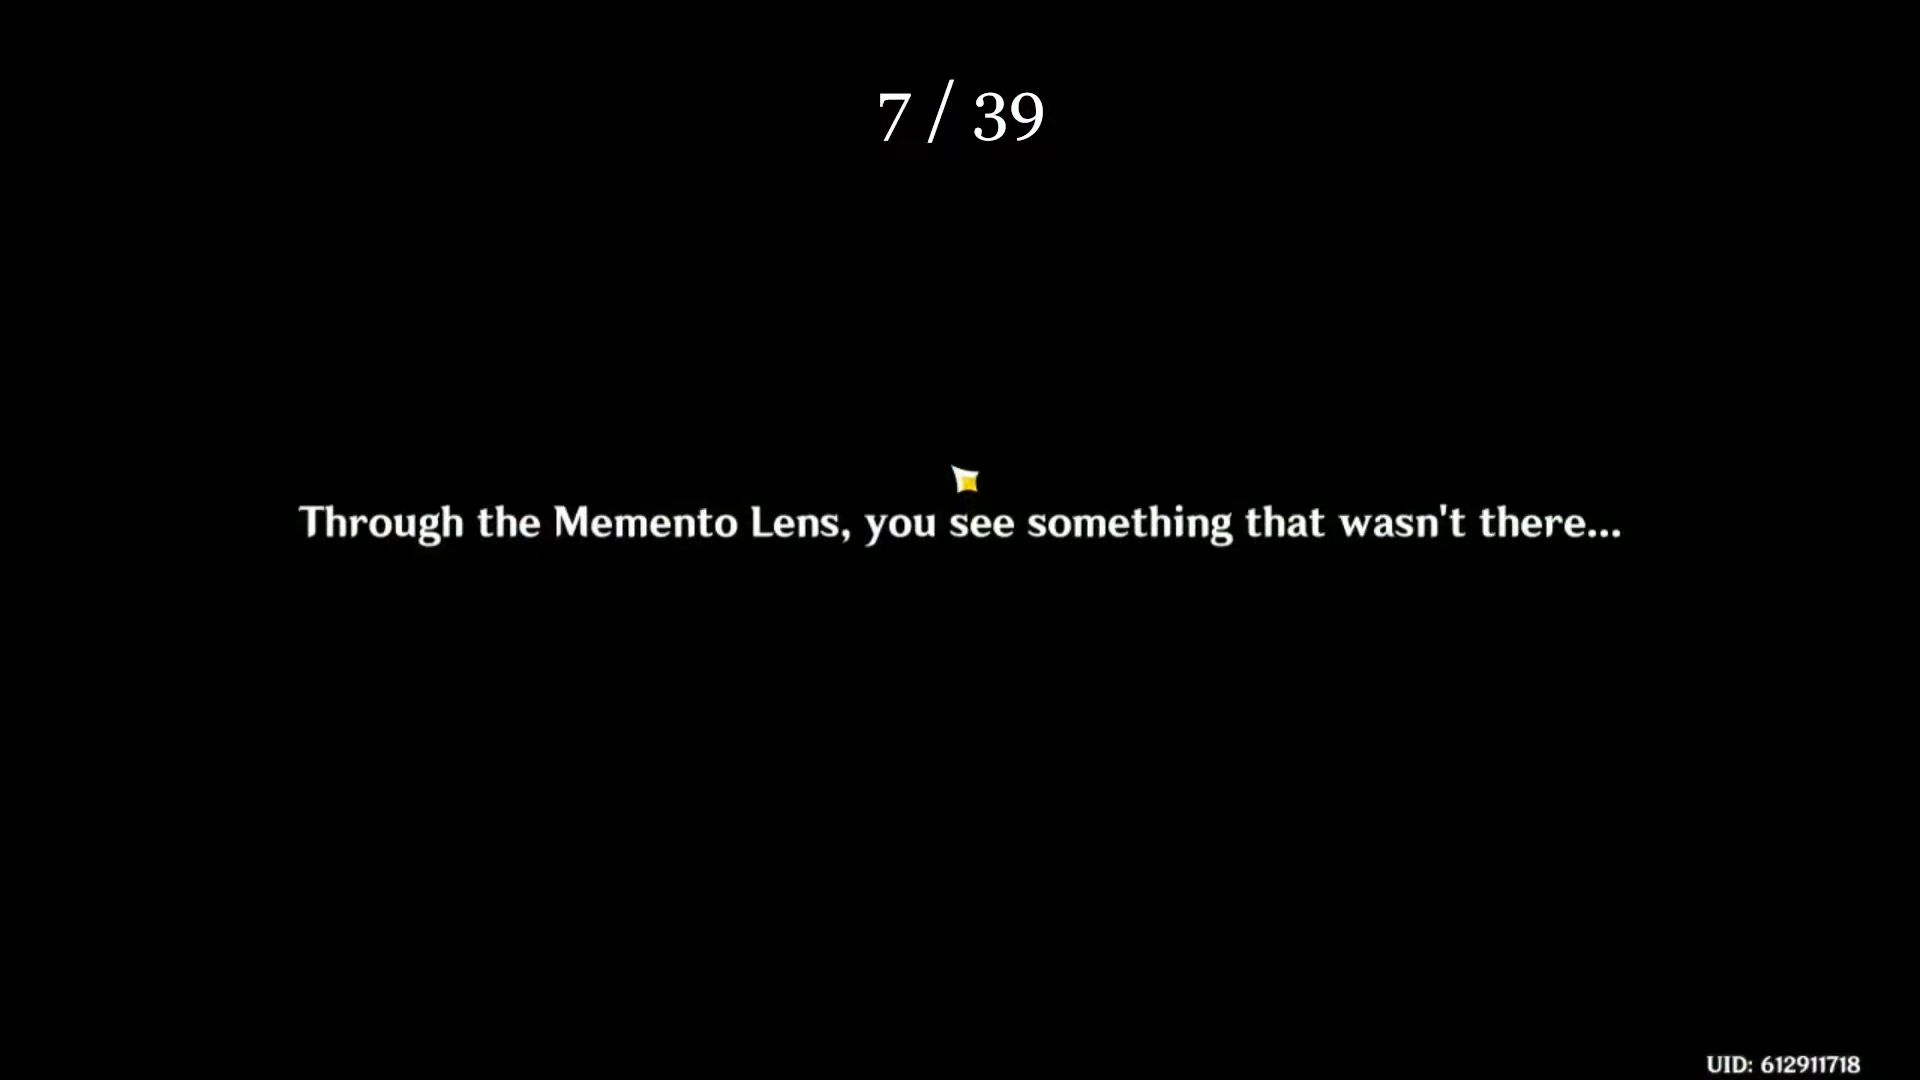 7 / 39
Through the Memento Lens, you see something that wasn't there...
UID: 612911718